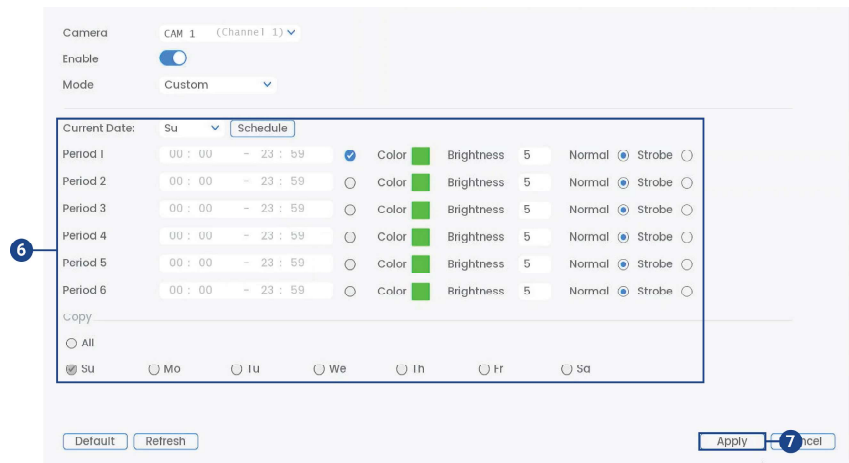 Camera CAM 1 (Channel 1)
Enable
Mode Custom
Current Date: Su Schedule
Period 1 00 : 00 - 23 : 59 Color Brightness 5 Normal Strobe
Period 2 00 : 00 - 23 : 59 Color Brightness 5 Normal Strobe
Period 3 00 : 00 - 23 : 59 Color Brightness 5 Normal Strobe
Period 4 00 : 00 - 23 : 59 Color Brightness 5 Normal Strobe
6
Period 5 00 : 00 - 23 : 59 Color Brightness 5 Normal Strobe
Period 6 00 : 00 - 23 : 59 Color Brightness 5 Normal Strobe
Copy
All
Su Mo Tu We Th Fr Sa
Default Refresh Apply 7 ncel